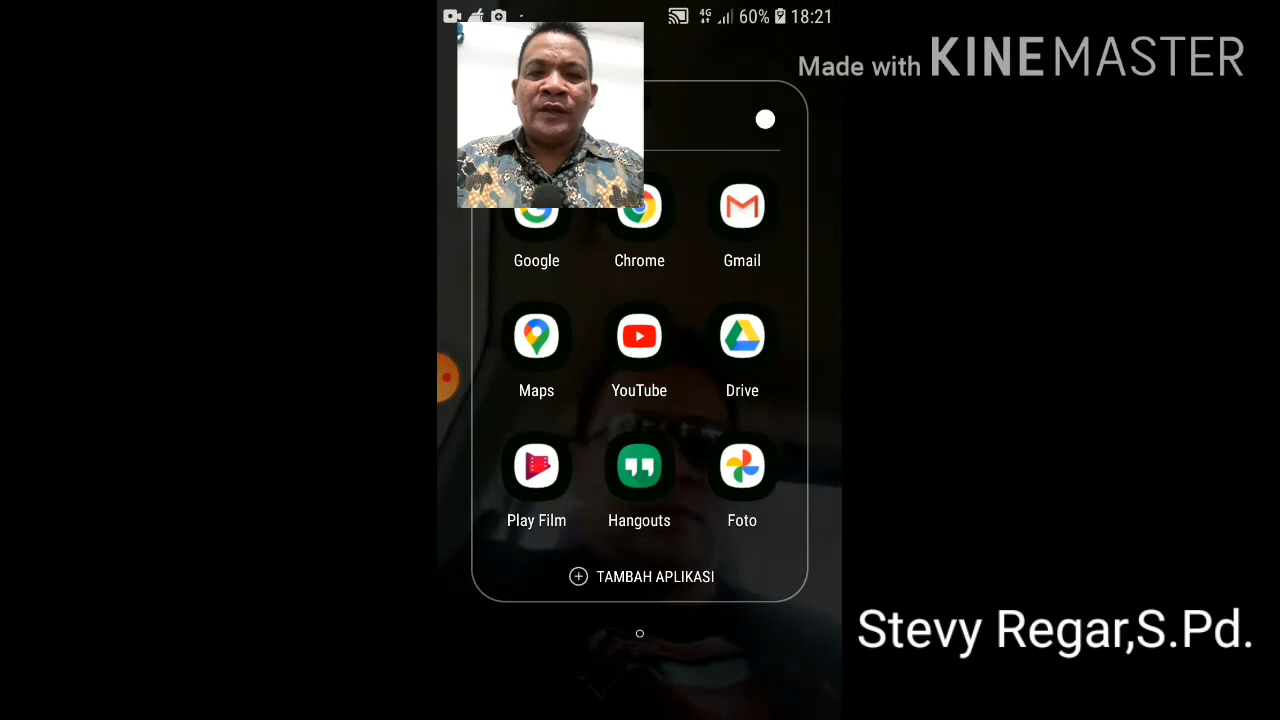 4G 60% 18:21
Made with KINEMASTER
Google Chrome Gmail
Maps YouTube Drive
Play Film Hangouts Foto
TAMBAH APLIKASI
Stevy Regar,S.Pd.